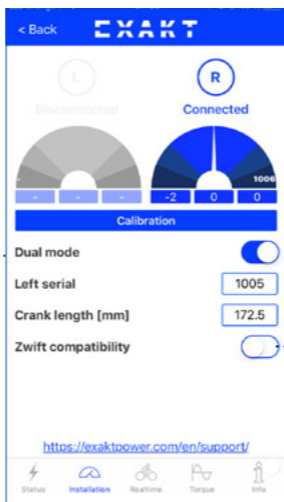 < Back EXAKT
L R
Disconnected Connected
- 1006
- - - -2 0 0
Calibration
Dual mode
Left serial 1005
Crank length [mm] 172.5
Zwift compatibility
https://exaktpower.com/en/support/
Status Installation Realtime Torque Info